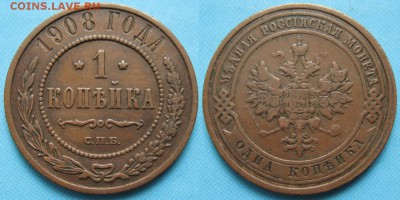 COINS.LAVE.RU
1908 ГОДА
* 1 *
КОПѢЙКА
С.П.Б.
МѢДНАЯ РОССІЙСКАЯ МОНЕТА
ОДНА КОПѢЙКА